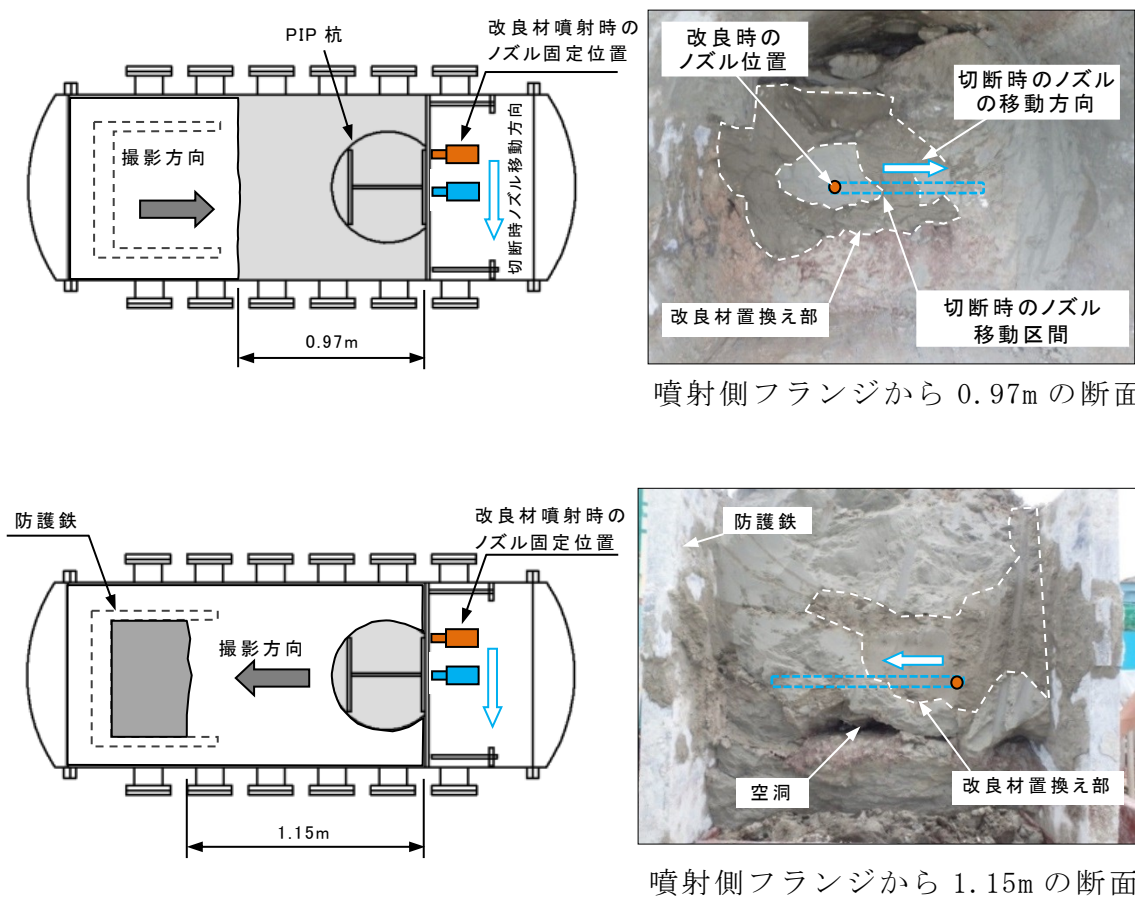 PIP 杭
改良材噴射時の
ノズル固定位置
撮影方向
切断時ノズル移動方向
0.97m
改良時の
ノズル位置
切断時のノズル
の移動方向
改良材置換え部
切断時のノズル
移動区間
噴射側フランジから 0.97m の断面
防護鉄
改良材噴射時の
ノズル固定位置
撮影方向
1.15m
防護鉄
空洞
改良材置換え部
噴射側フランジから 1.15m の断面